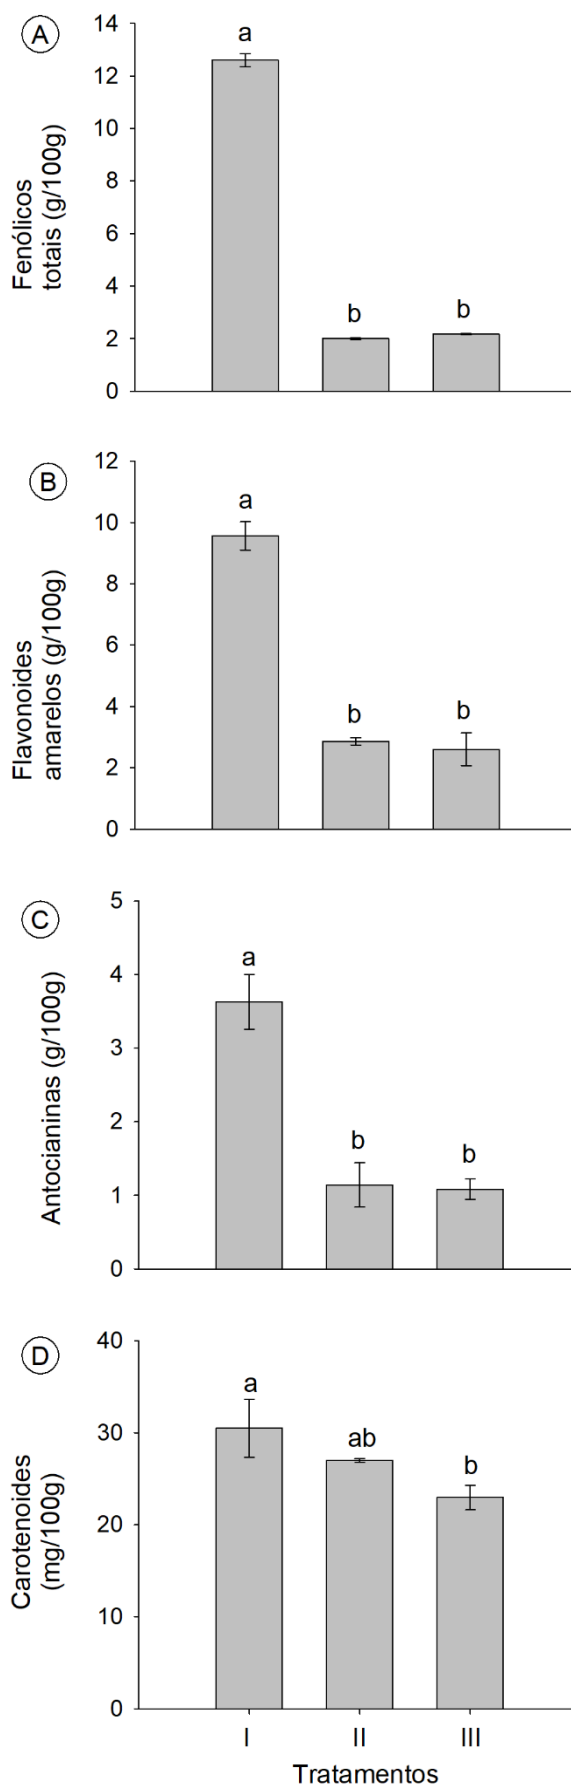 A
Fenólicos
totais (g/100g)
14
12
10
8
6
4
2
0
a
b
b
B
Flavonoides
amarelos (g/100g)
12
10
8
6
4
2
0
a
b
b
C
Antocianinas (g/100g)
5
4
3
2
1
0
a
b
b
D
Carotenoides
(mg/100g)
40
30
20
10
0
a
ab
b
I II III
Tratamentos